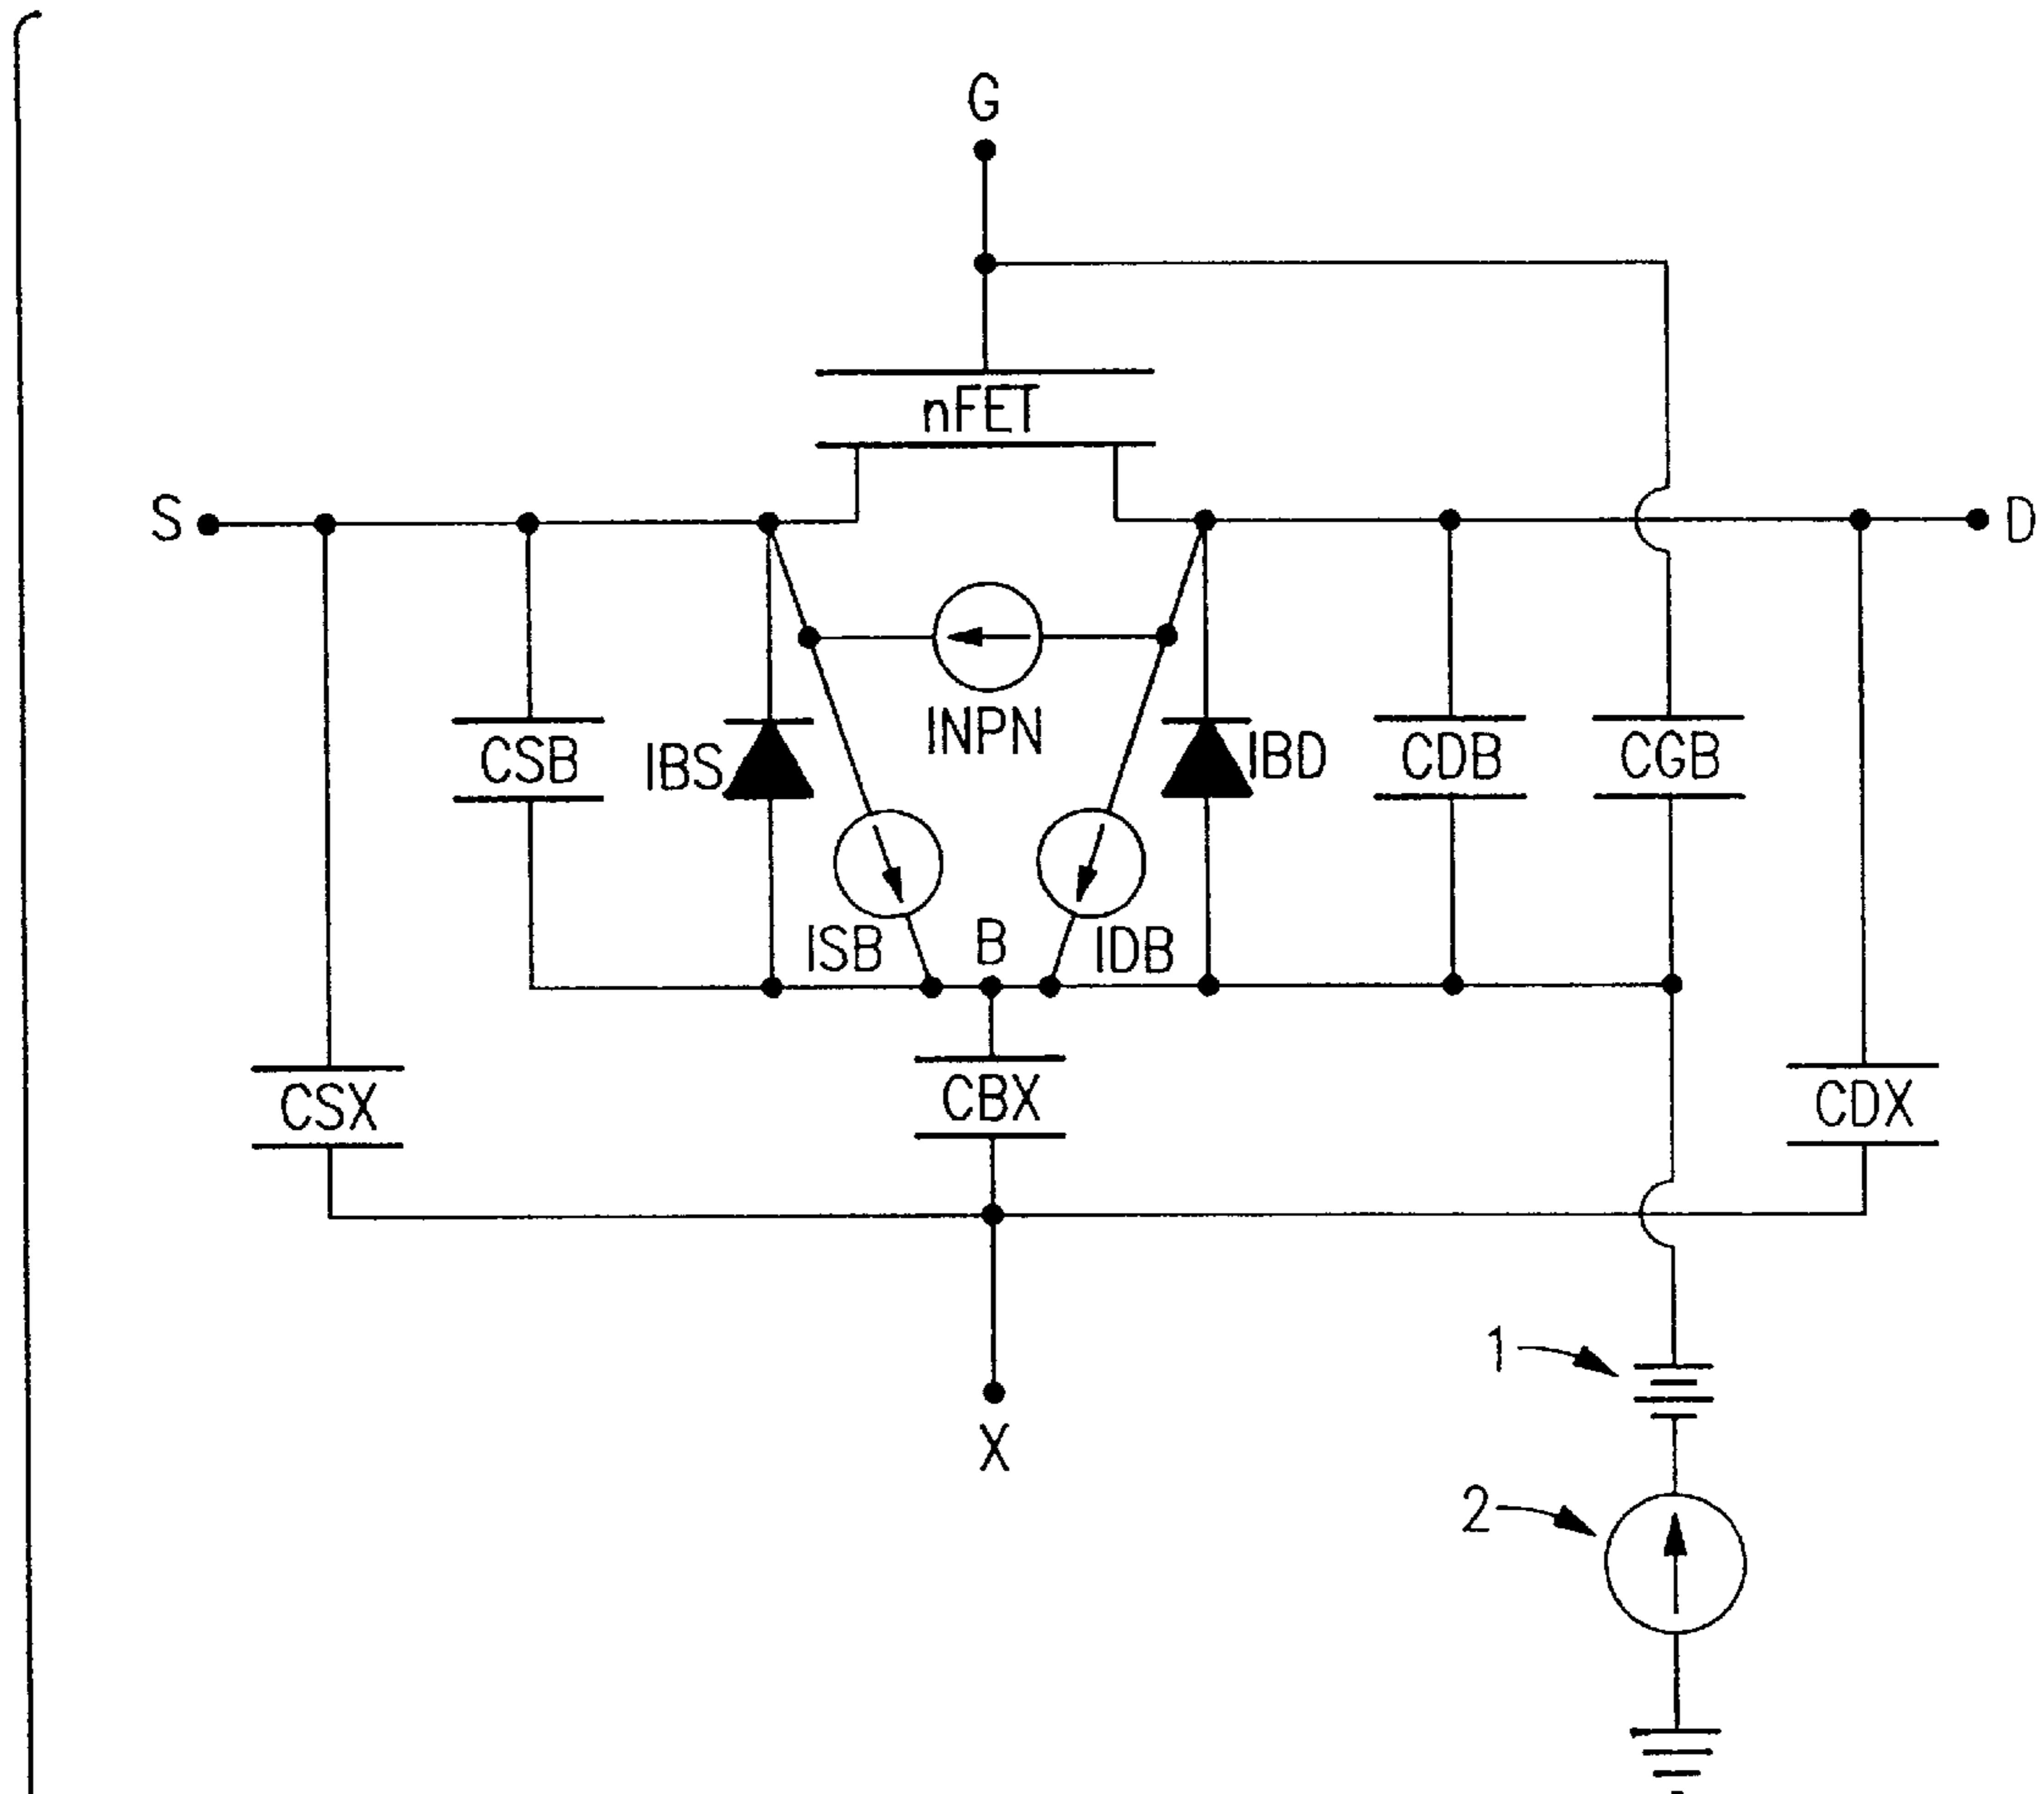 G
nFET
S
D
INPN
CSB
IBS
IBD
CDB
CGB
ISB
B
IDB
CSX
CBX
CDX
1
X
2